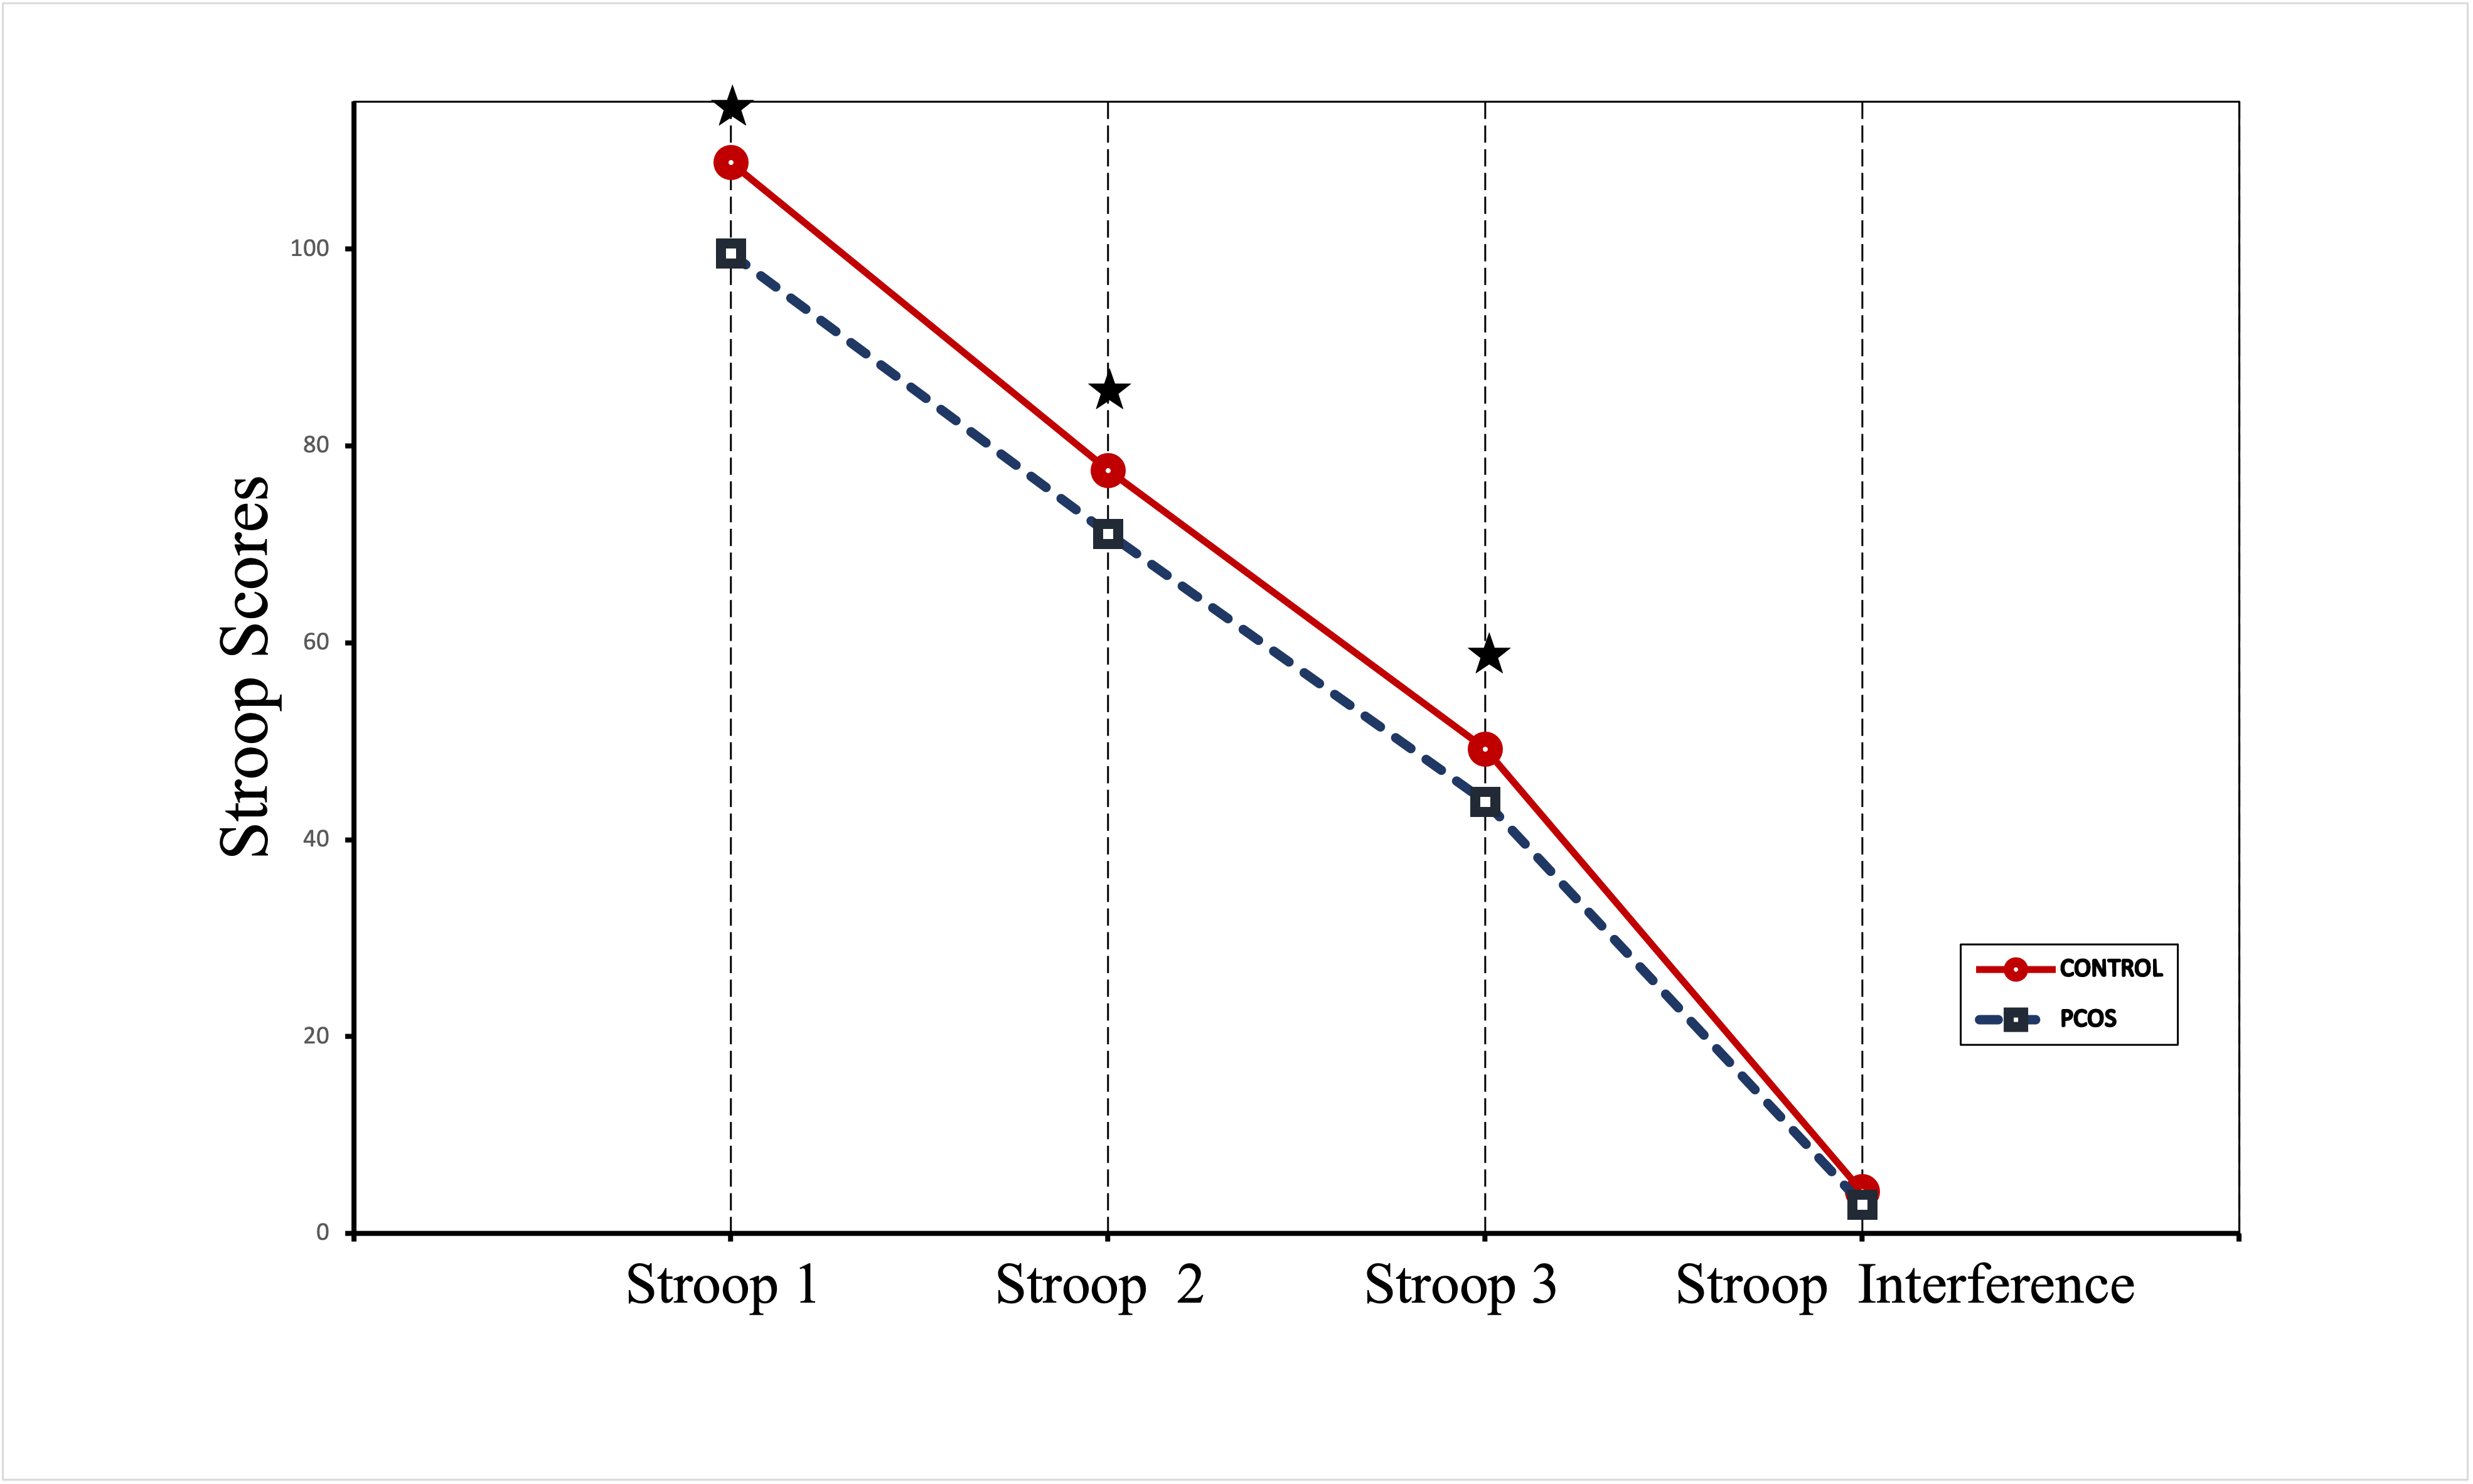 100
80
60
40
20
0
Stroop Scores
Stroop 1
Stroop 2
Stroop 3
Stroop Interference
CONTROL
PCOS